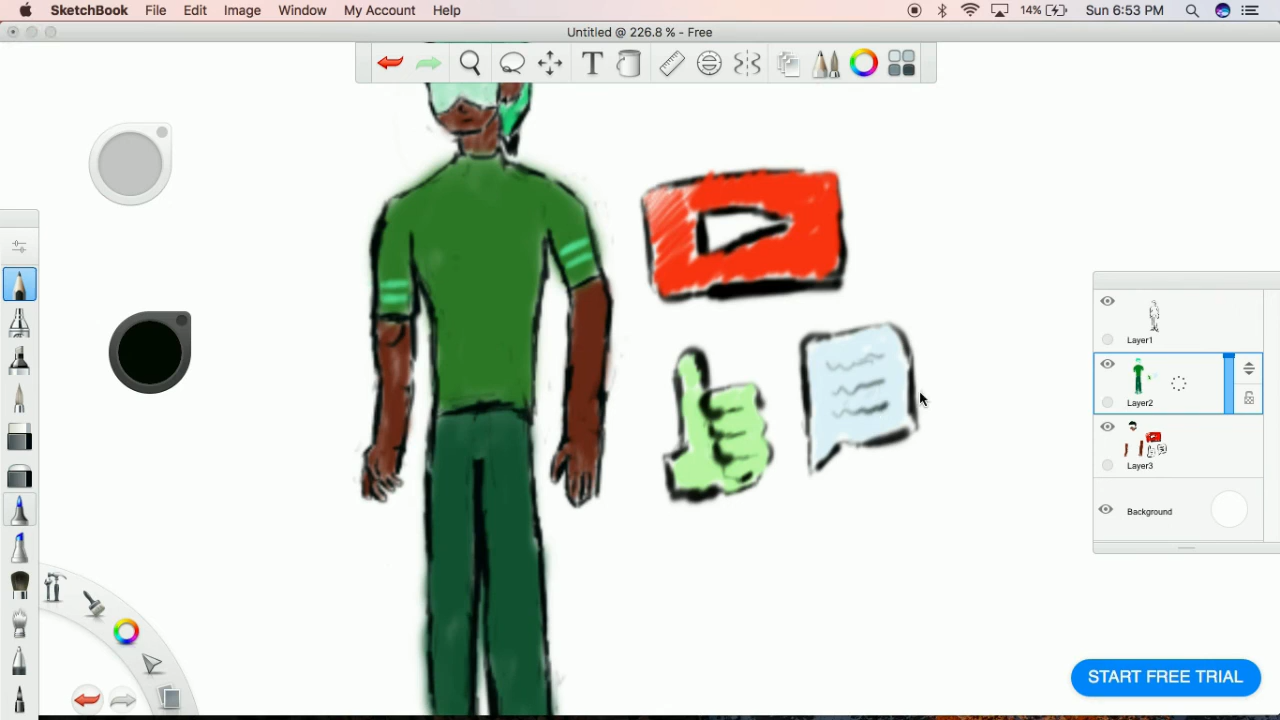 SketchBook File Edit Image Window My Account Help 14% Sun 6:53 PM
Untitled @ 226.8 % - Free
T
Layer1
Layer2
Layer3
Background
START FREE TRIAL